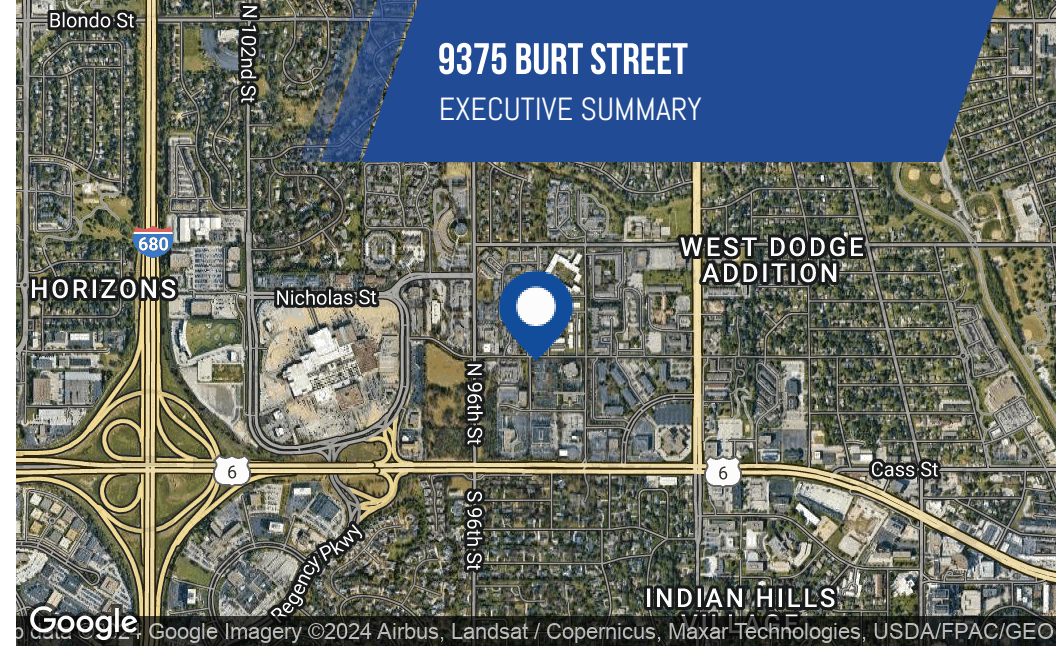 Blondo St
N 102nd St
9375 BURT STREET
EXECUTIVE SUMMARY
680
WEST DODGE
ADDITION
HORIZONS
Nicholas St
N 96th St
6
6
Cass St
S 96th St
Regency Pkwy
INDIAN HILLS
VILLAGE
Google
Google Imagery ©2024 Airbus, Landsat / Copernicus, Maxar Technologies, USDA/FPAC/GEO